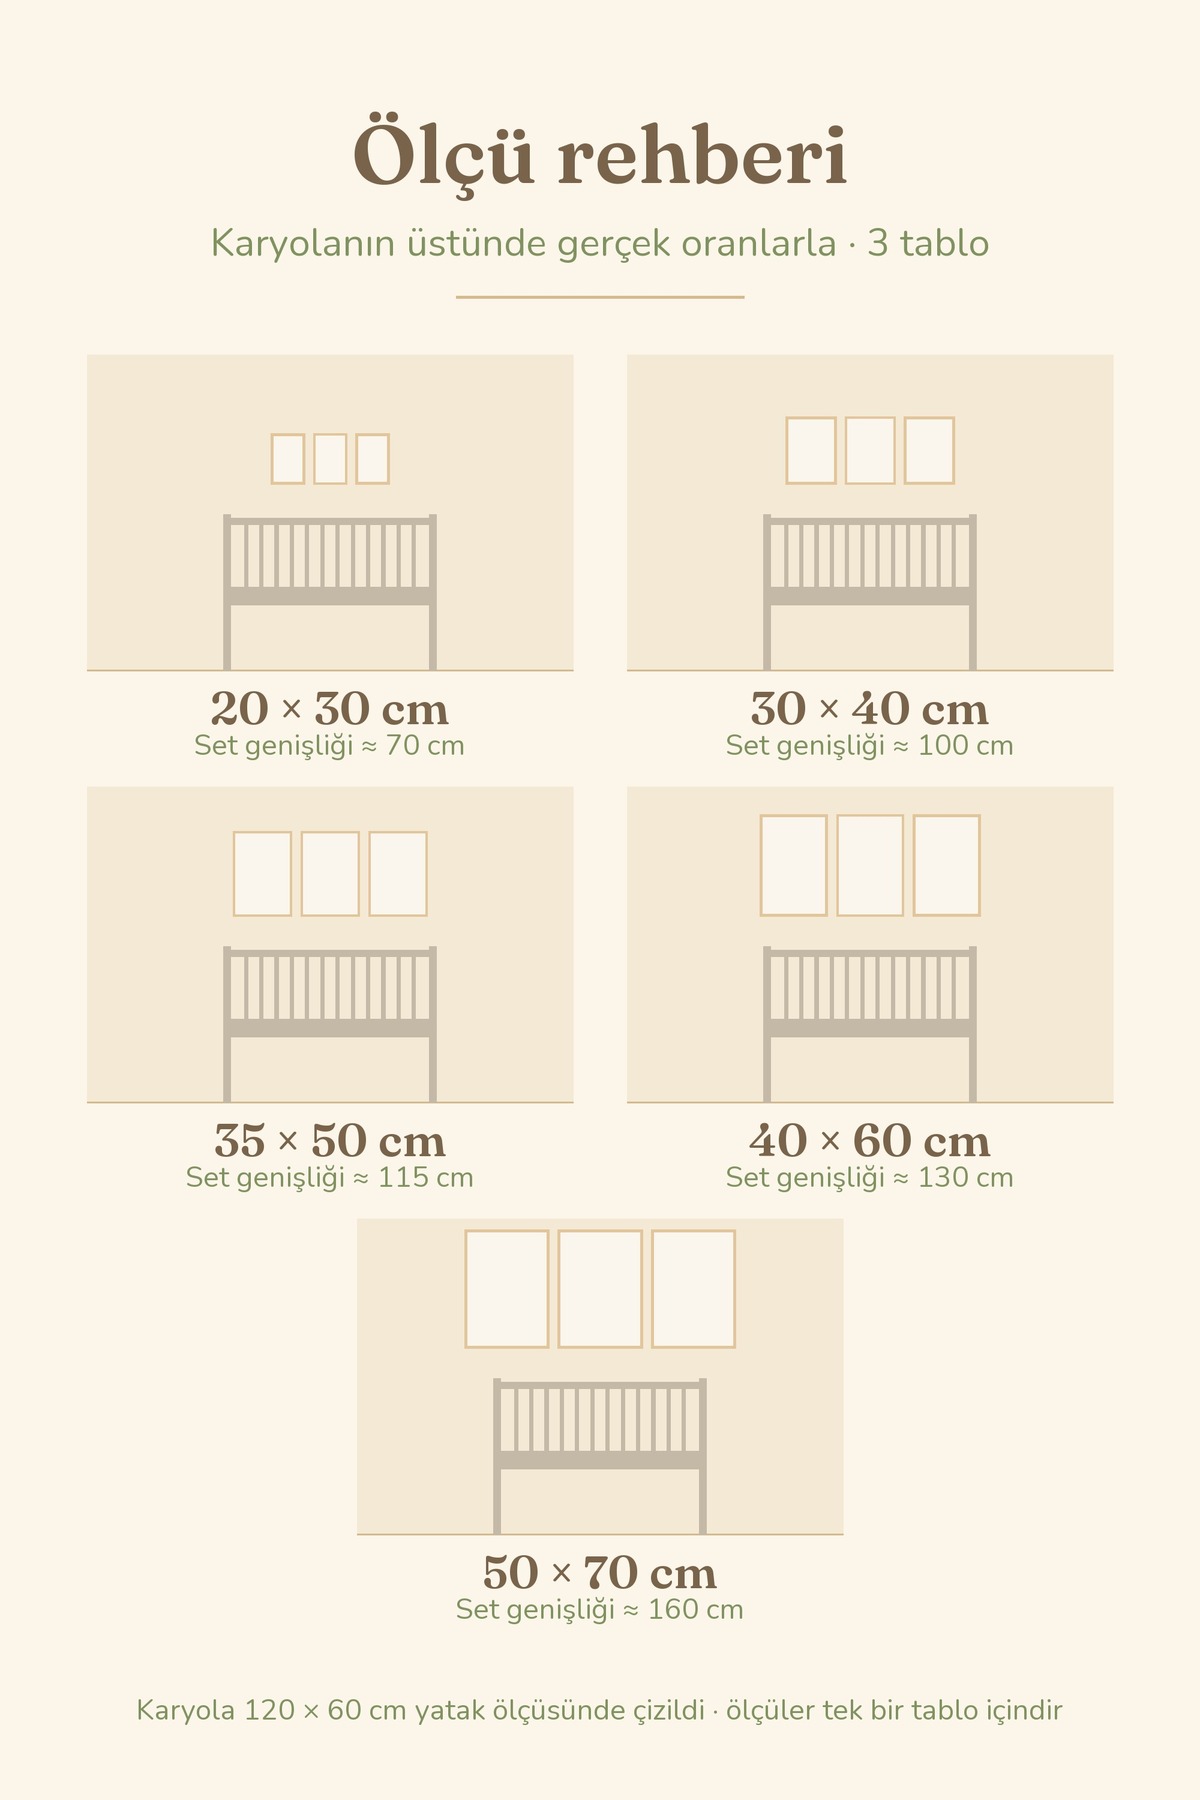 Ölçü rehberi
Karyolanın üstünde gerçek oranlarla · 3 tablo
20 × 30 cm
Set genişliği ≈ 70 cm
30 × 40 cm
Set genişliği ≈ 100 cm
35 × 50 cm
Set genişliği ≈ 115 cm
40 × 60 cm
Set genişliği ≈ 130 cm
50 × 70 cm
Set genişliği ≈ 160 cm
Karyola 120 × 60 cm yatak ölçüsünde çizildi · ölçüler tek bir tablo içindir